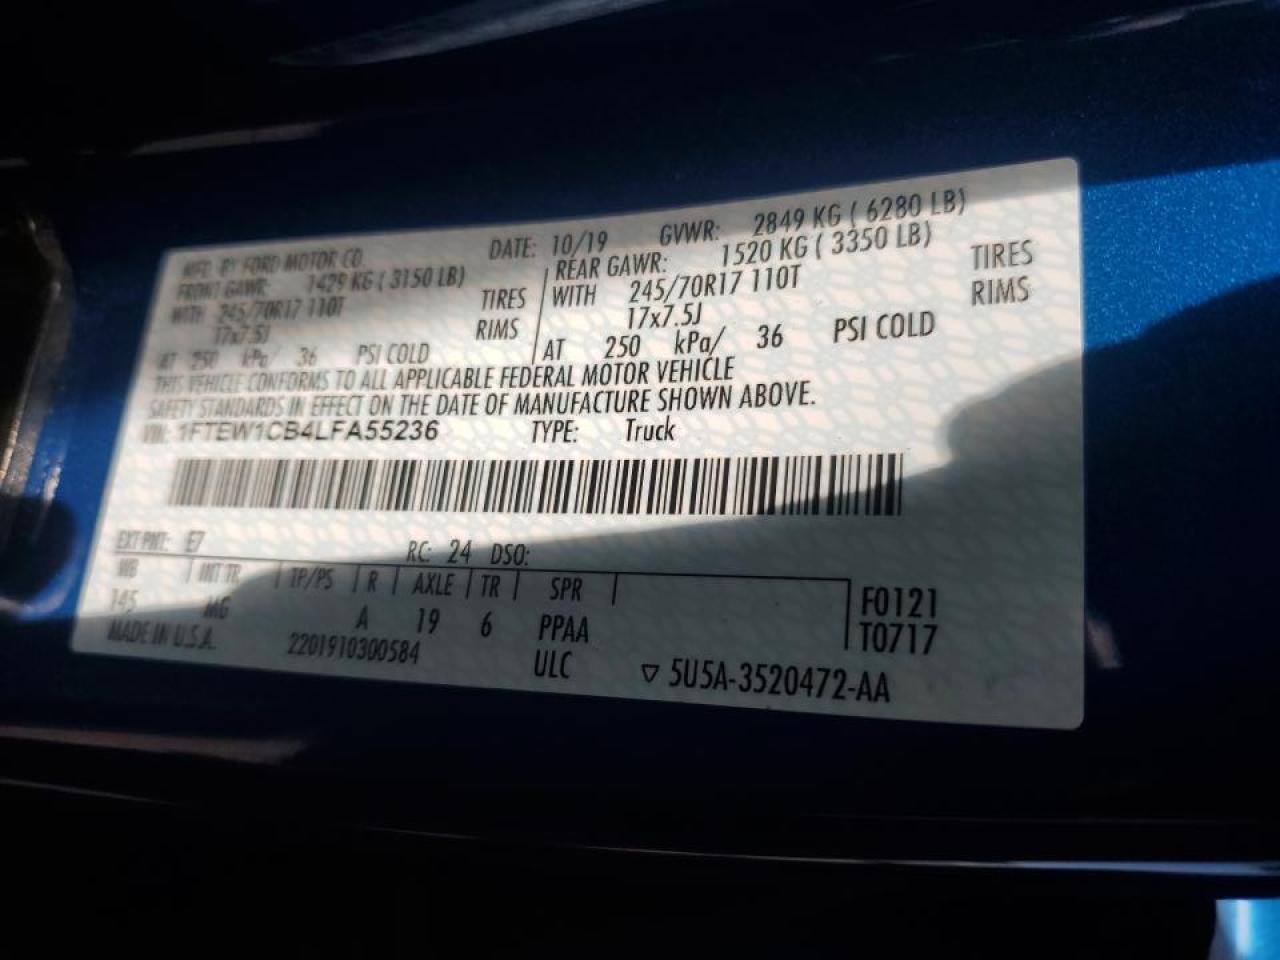 MFD. BY FORD MOTOR CO. DATE: 10/19 GVWR: 2849 KG ( 6280 LB)
FRONT GAWR: 1429 KG ( 3150 LB) REAR GAWR: 1520 KG ( 3350 LB)
WITH 245/70R17 110T TIRES WITH 245/70R17 110T TIRES
17x7.5J RIMS 17x7.5J RIMS
AT 250 kPa/ 36 PSI COLD AT 250 kPa/ 36 PSI COLD
THIS VEHICLE CONFORMS TO ALL APPLICABLE FEDERAL MOTOR VEHICLE
SAFETY STANDARDS IN EFFECT ON THE DATE OF MANUFACTURE SHOWN ABOVE.
VIN: 1FTEW1CB4LFA55236 TYPE: Truck
EXT PNT: E7 RC: 24 DSO:
WB INT TR TP/PS R AXLE TR SPR
145 MG A 19 6 PPAA F0121
T0717
MADE IN U.S.A. 2201910300584 ULC ▽ 5U5A-3520472-AA